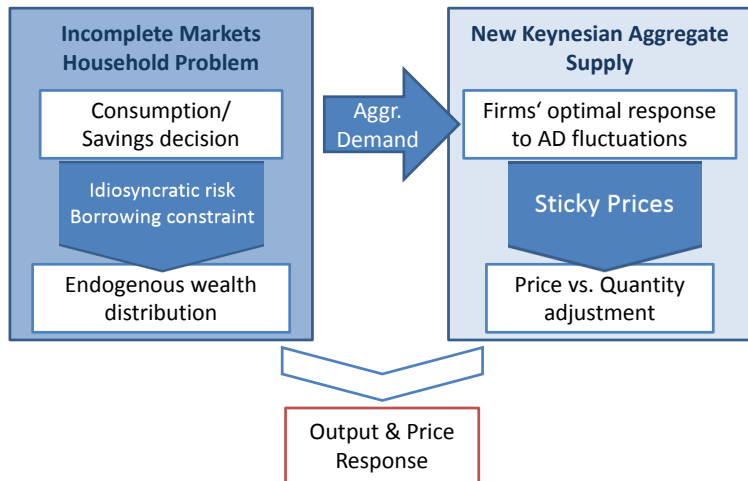 Incomplete Markets
Household Problem
Consumption/
Savings decision
Idiosyncratic risk
Borrowing constraint
Endogenous wealth
distribution
Aggr.
Demand
New Keynesian Aggregate
Supply
Firms‘ optimal response
to AD fluctuations
Sticky Prices
Price vs. Quantity
adjustment
Output & Price
Response